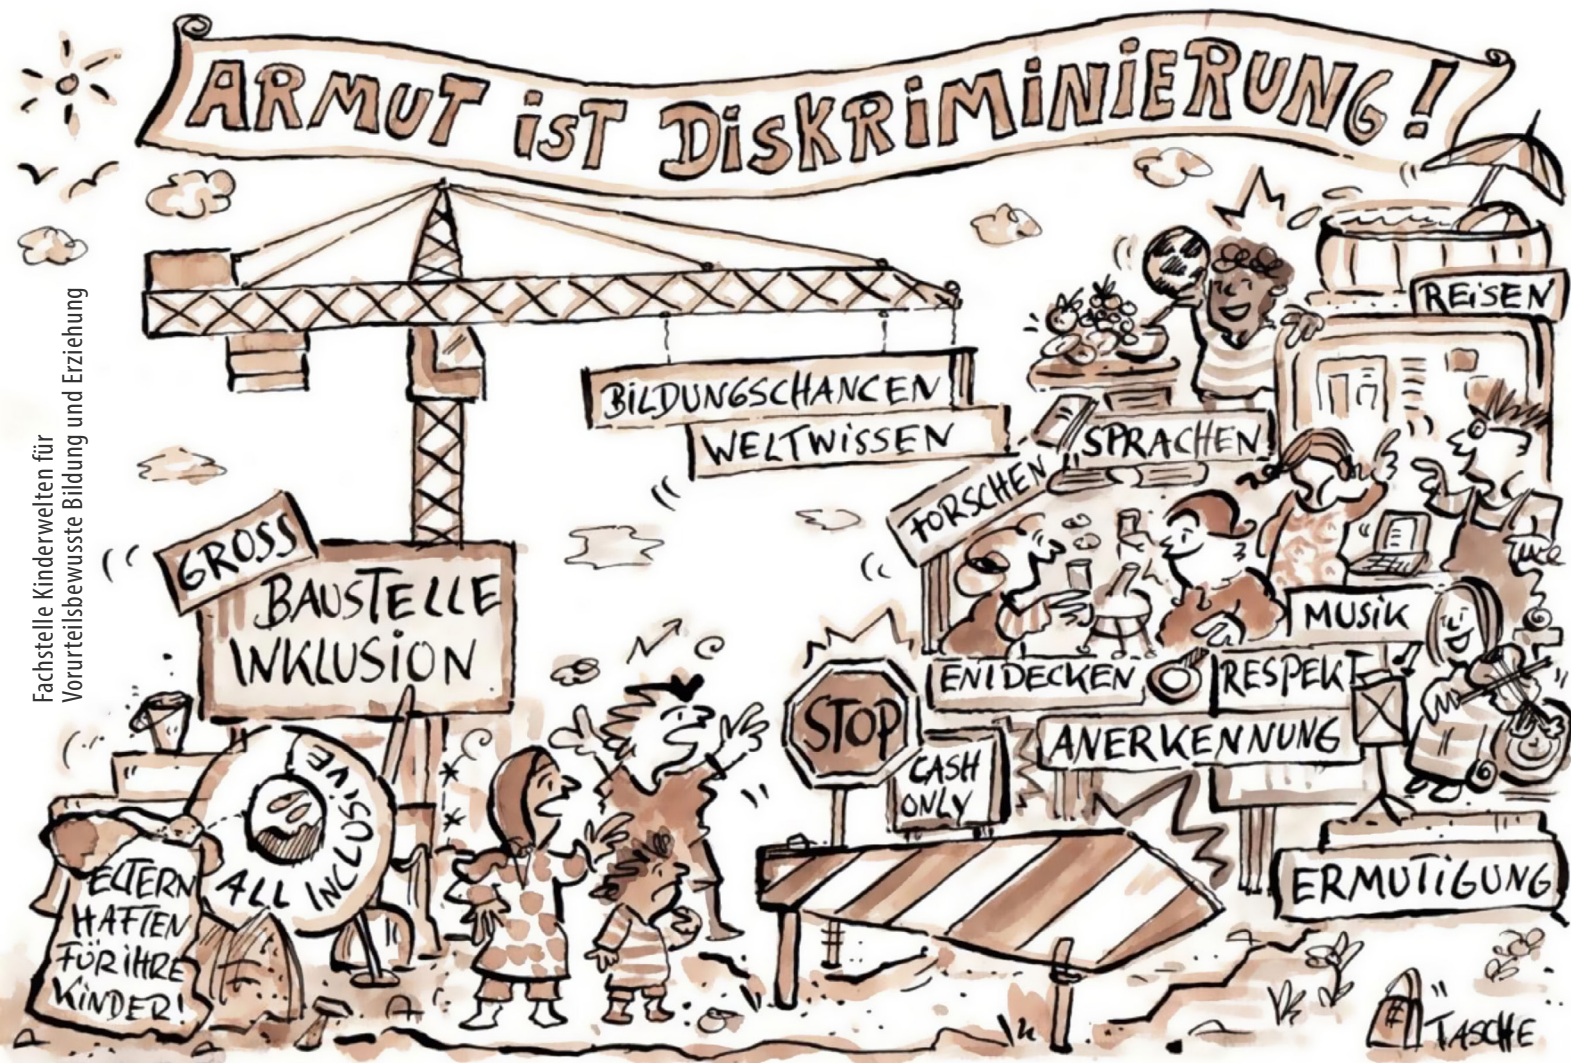 ARMUT iST DiSKRiMiNiERUNG!
Fachstelle Kinderwelten für
Vorurteilsbewusste Bildung und Erziehung
REiSEN
BiLDUNGSCHANCEN
WELTWiSSEN
SPRACHEN
FORSCHEN
GROSS
BAUSTELLE
INKLUSiON
MUSiK
ENTDECKEN
RESPEKT
STOP
ANERKENNUNG
CASH
ONLY
ALL INCLUSIVE
ELTERN
HAFTEN
FÜR iHRE
KiNDER!
ERMUTiGUNG
TASCHE